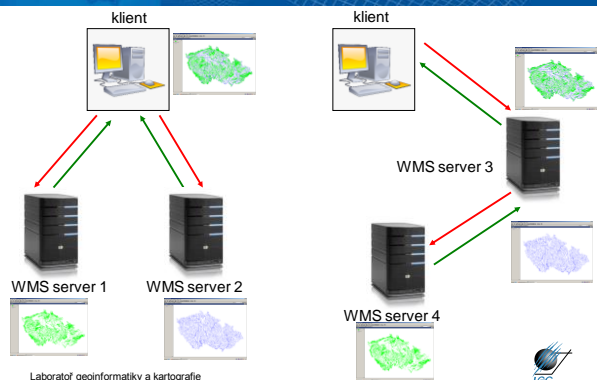 klient
klient
WMS server 3
WMS server 1
WMS server 2
WMS server 4
Laboratoř geoinformatiky a kartografie